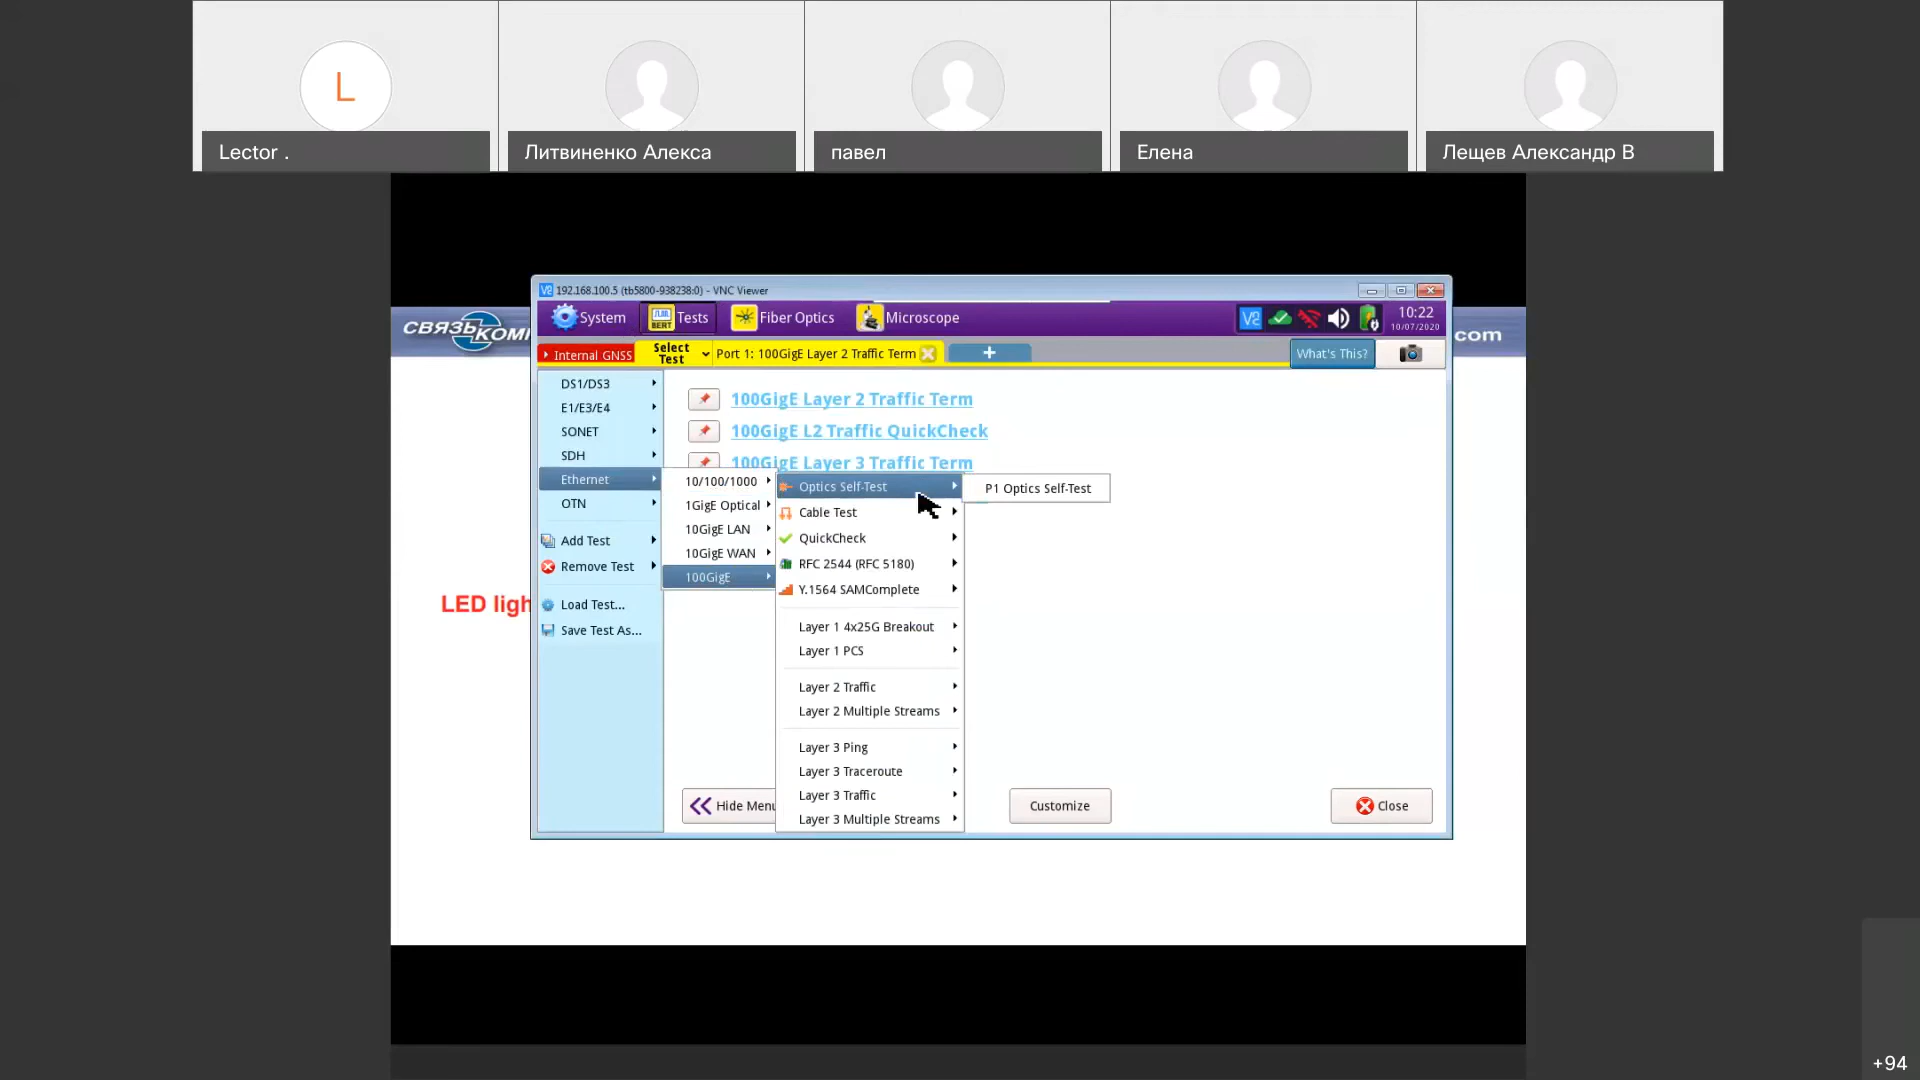 L
Lector .
Литвиненко Алекса
павел
Елена
Лещев Александр В
192.168.100.5 (tb5800-938238:0) - VNC Viewer
System
BERT
Tests
Fiber Optics
Microscope
10:22
10/07/2020
СВЯЗЬ
КОМ
com
Internal GNSS
Select Test
Port 1: 100GigE Layer 2 Traffic Term
+
What's This?
DS1/DS3
E1/E3/E4
SONET
SDH
Ethernet
OTN
Add Test
Remove Test
Load Test...
Save Test As...
100GigE Layer 2 Traffic Term
100GigE L2 Traffic QuickCheck
100GigE Layer 3 Traffic Term
10/100/1000
1GigE Optical
10GigE LAN
10GigE WAN
100GigE
Optics Self-Test
Cable Test
QuickCheck
RFC 2544 (RFC 5180)
Y.1564 SAMComplete
Layer 1 4x25G Breakout
Layer 1 PCS
Layer 2 Traffic
Layer 2 Multiple Streams
Layer 3 Ping
Layer 3 Traceroute
Layer 3 Traffic
Layer 3 Multiple Streams
P1 Optics Self-Test
LED ligh
Hide Menu
Customize
Close
+94